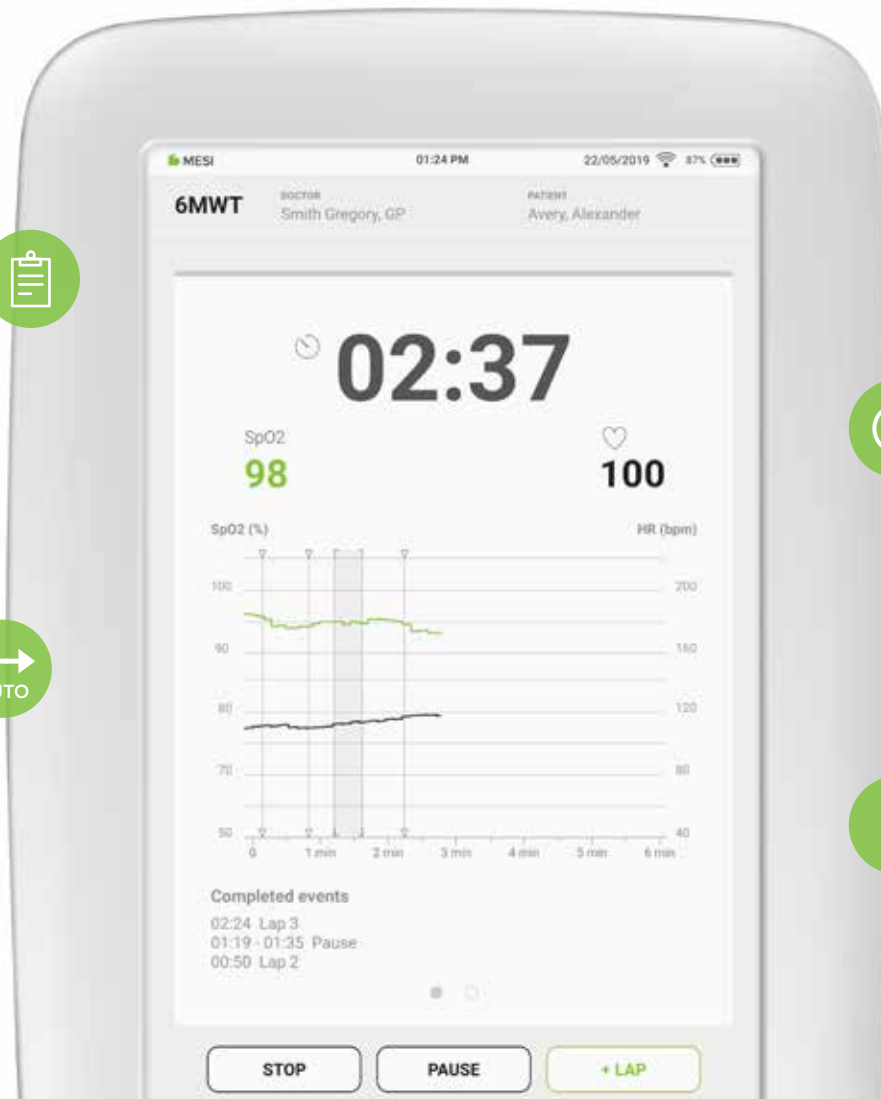 MESI 01:24 PM 22/05/2019 87%
6MWT DOCTOR PATIENT
Smith Gregory, GP Avery, Alexander
02:37
SpO2
98 100
SpO2 (%) HR (bpm)
100 200
90 160
80 120
70 80
50 40
0 1 min 2 min 3 min 4 min 5 min 6 min
UTO
Completed events
02:24 Lap 3
01:19 - 01:35 Pause
00:50 Lap 2
STOP PAUSE + LAP